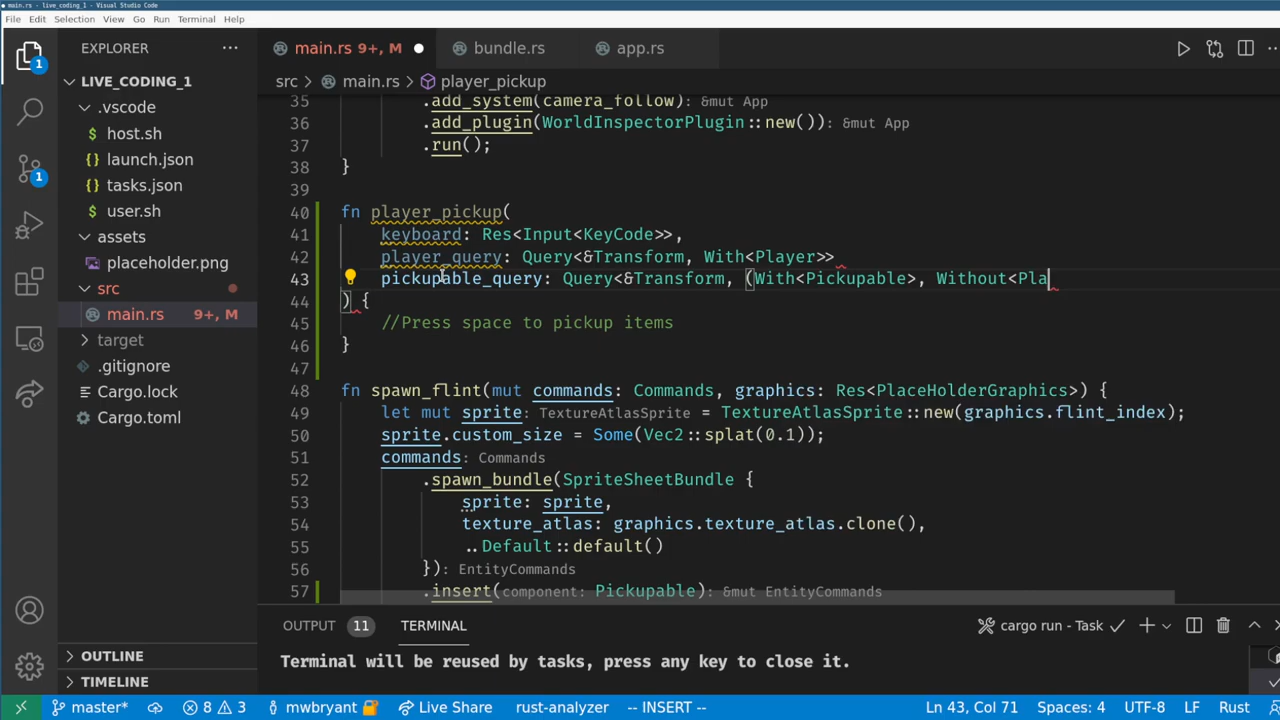 main.rs - live_coding_1 - Visual Studio Code
File Edit Selection View Go Run Terminal Help
EXPLORER
main.rs 9+, M
bundle.rs
app.rs
LIVE_CODING_1
src > main.rs > player_pickup
.vscode
host.sh
launch.json
tasks.json
user.sh
assets
placeholder.png
src
main.rs 9+, M
target
.gitignore
Cargo.lock
Cargo.toml
35 .add_system(camera_follow): &mut App
36 .add_plugin(WorldInspectorPlugin::new()): &mut App
37 .run();
38 }
39
40 fn player_pickup(
41 keyboard: Res<Input<KeyCode>>,
42 player_query: Query<&Transform, With<Player>>
43 pickupable_query: Query<&Transform, (With<Pickupable>, Without<Pla
44 ) {
45 //Press space to pickup items
46 }
47
48 fn spawn_flint(mut commands: Commands, graphics: Res<PlaceHolderGraphics>) {
49 let mut sprite: TextureAtlasSprite = TextureAtlasSprite::new(graphics.flint_index);
50 sprite.custom_size = Some(Vec2::splat(0.1));
51 commands: Commands
52 .spawn_bundle(SpriteSheetBundle {
53 sprite: sprite,
54 texture_atlas: graphics.texture_atlas.clone(),
55 ..Default::default()
56 }): EntityCommands
57 .insert(component: Pickupable): &mut EntityCommands
OUTPUT 11 TERMINAL
cargo run - Task
Terminal will be reused by tasks, press any key to close it.
OUTLINE
TIMELINE
1
1
master* 8 3 mwbryant Live Share rust-analyzer -- INSERT -- Ln 43, Col 71 Spaces: 4 UTF-8 LF Rust